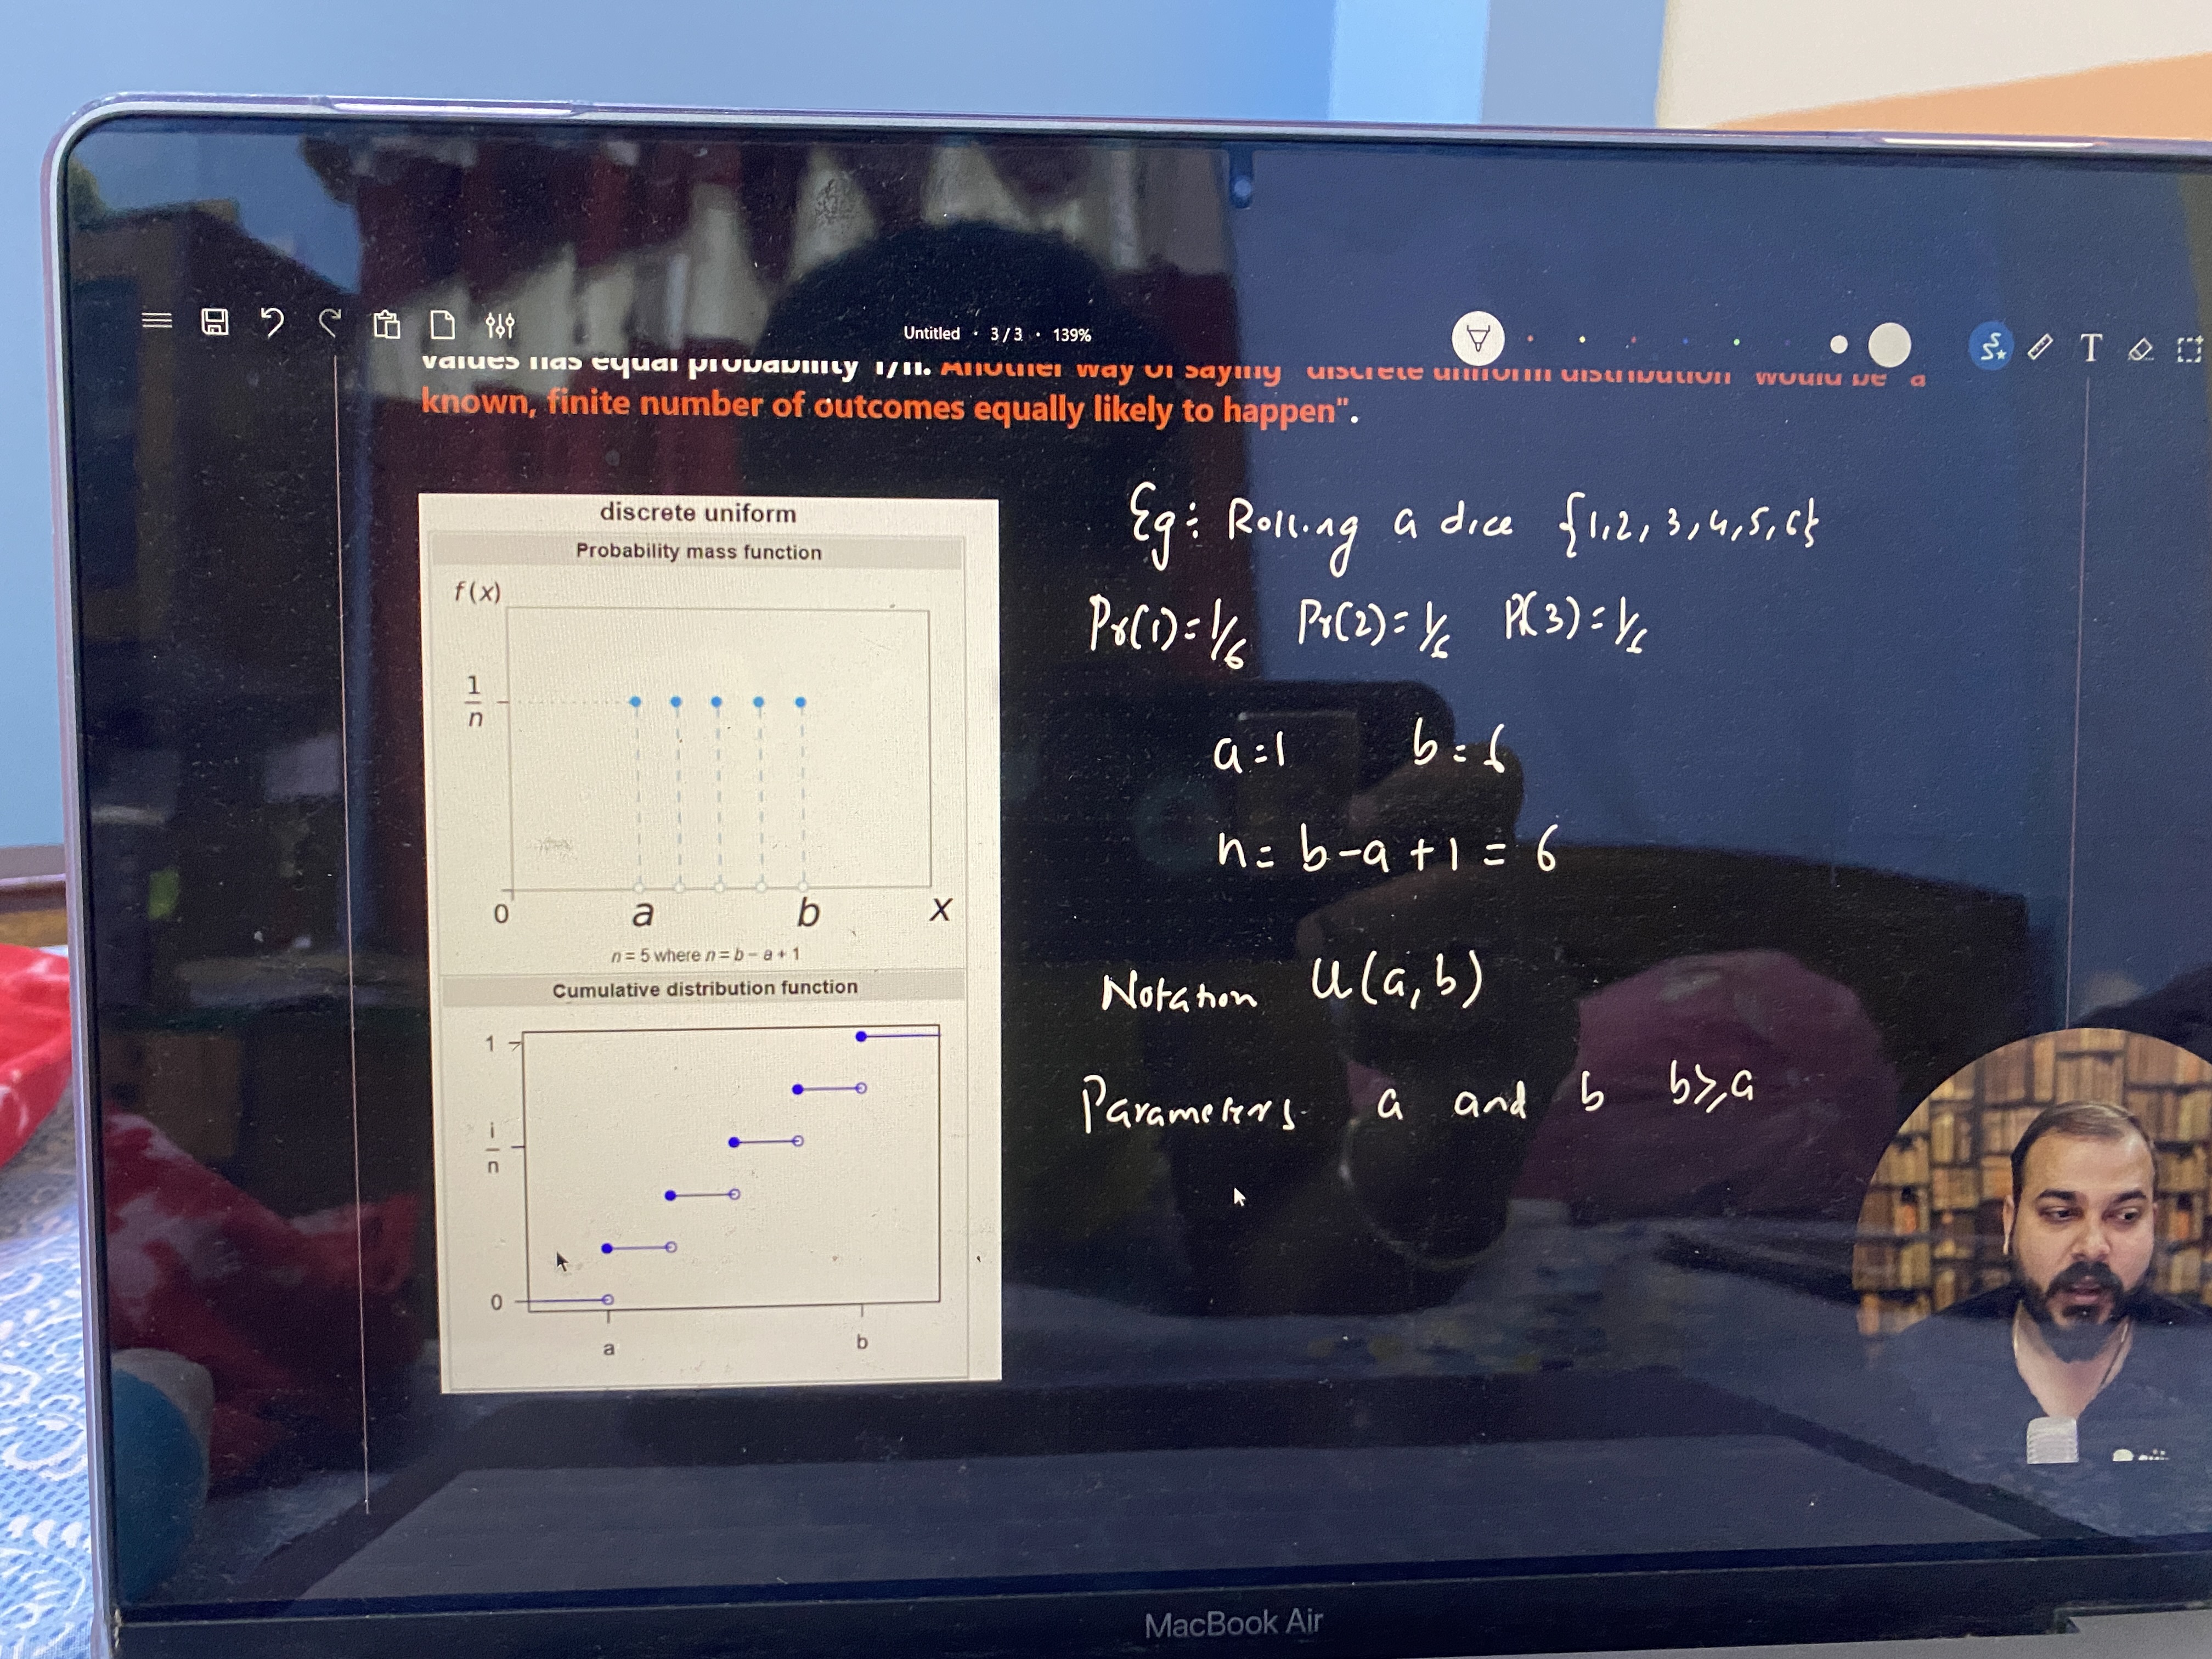 Untitled · 3 / 3 · 139%
values has equal probability 1/n. Another way of saying "discrete uniform distribution" would be "a
known, finite number of outcomes equally likely to happen".
discrete uniform
Probability mass function
f(x)
1/n
0 a b x
n = 5 where n = b − a + 1
Cumulative distribution function
1
i/n
0
a b
Eg: Rolling a dice {1,2,3,4,5,6}
Pr(1)=1/6 Pr(2)=1/6 P(3)=1/6
a=1 b=6
n= b-a+1 = 6
Notation U(a,b)
Parameters a and b b≥a
MacBook Air